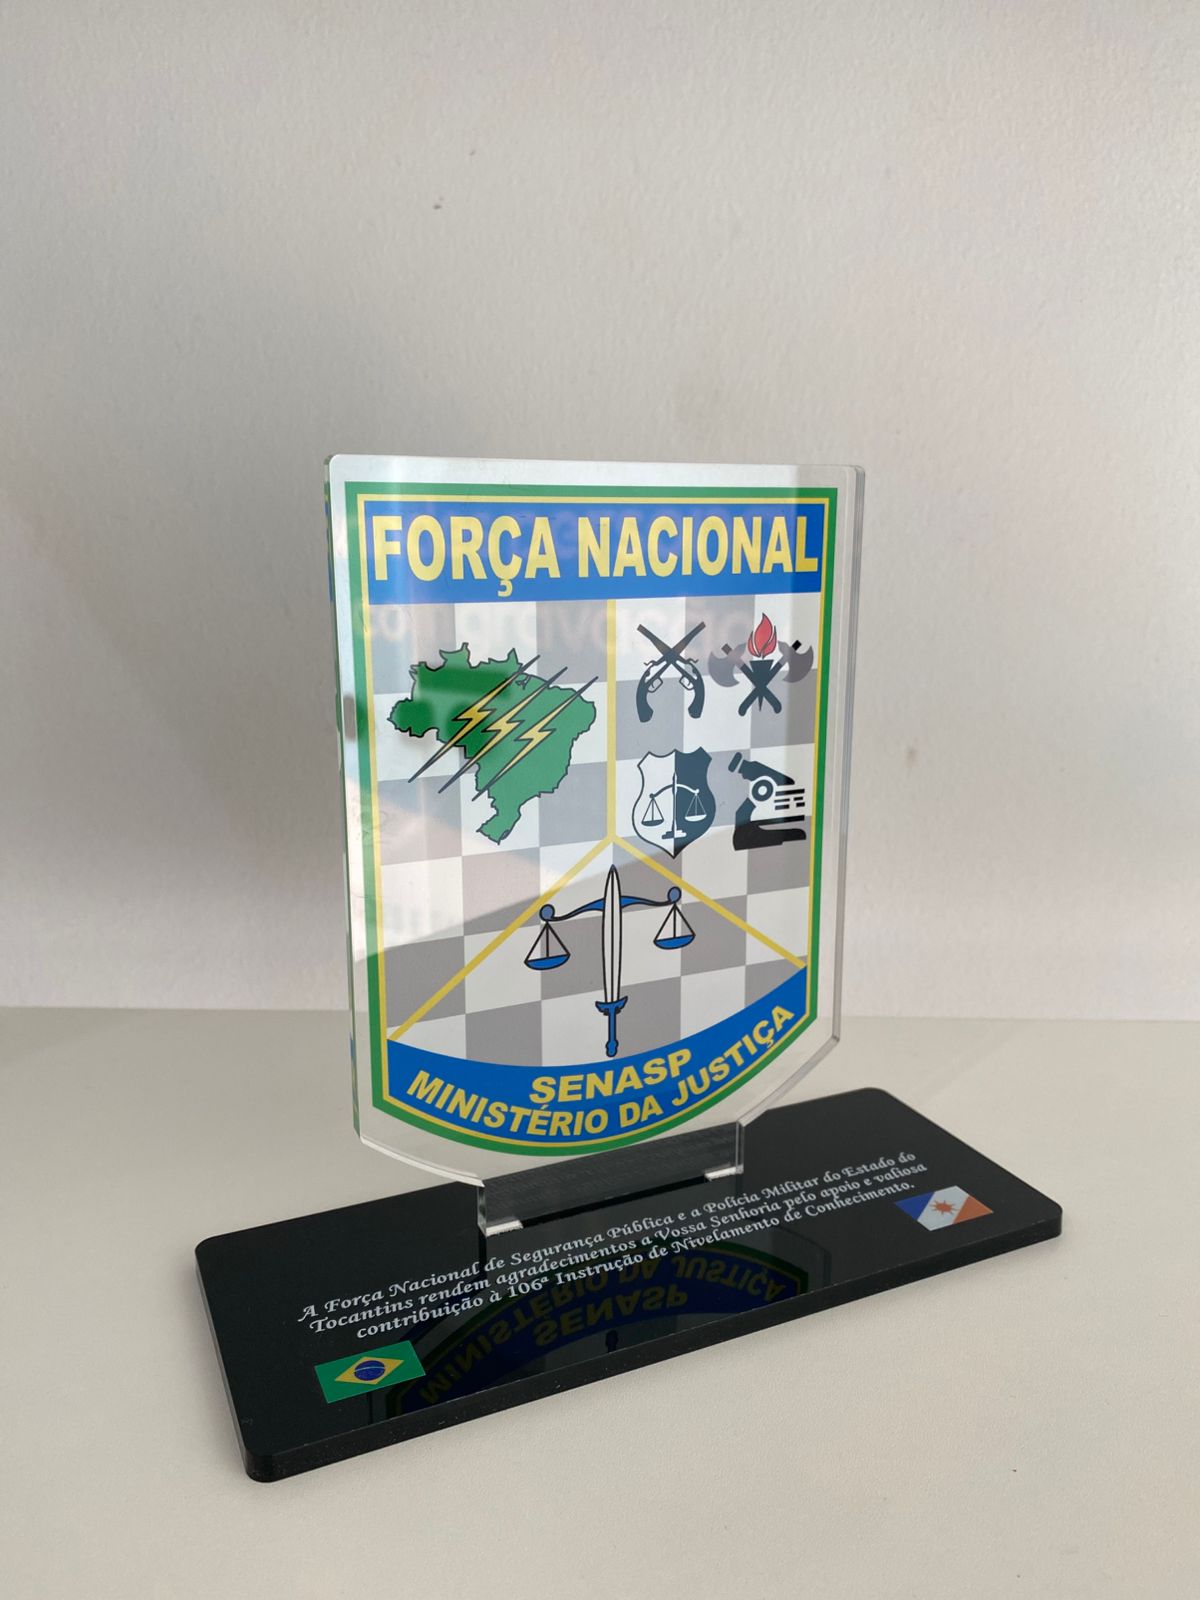 FORÇA NACIONAL
SENASP
MINISTÉRIO DA JUSTIÇA
A Força Nacional de Segurança Pública e a Polícia Militar do Estado do
Tocantins rendem agradecimentos a Vossa Senhoria pelo apoio e valiosa
contribuição à 106ª Instrução de Nivelamento de Conhecimento.